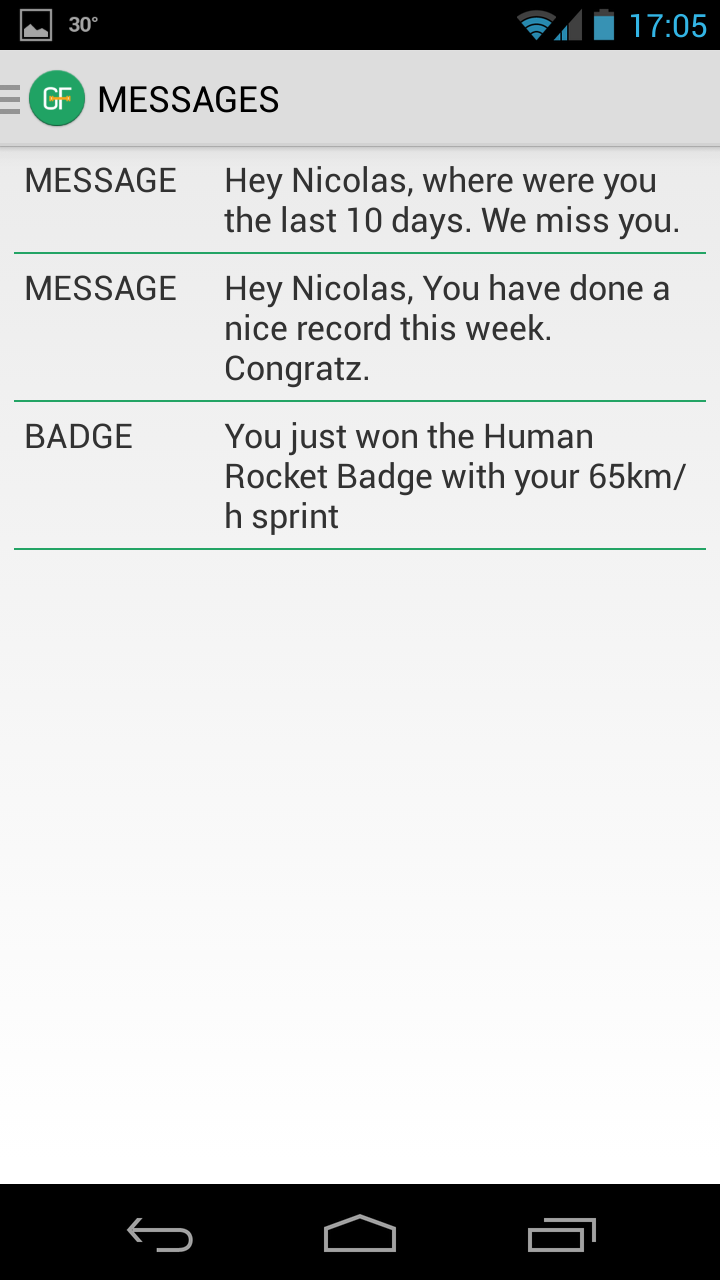 30° 17:05
GF MESSAGES
MESSAGE Hey Nicolas, where were you
the last 10 days. We miss you.
MESSAGE Hey Nicolas, You have done a
nice record this week.
Congratz.
BADGE You just won the Human
Rocket Badge with your 65km/
h sprint